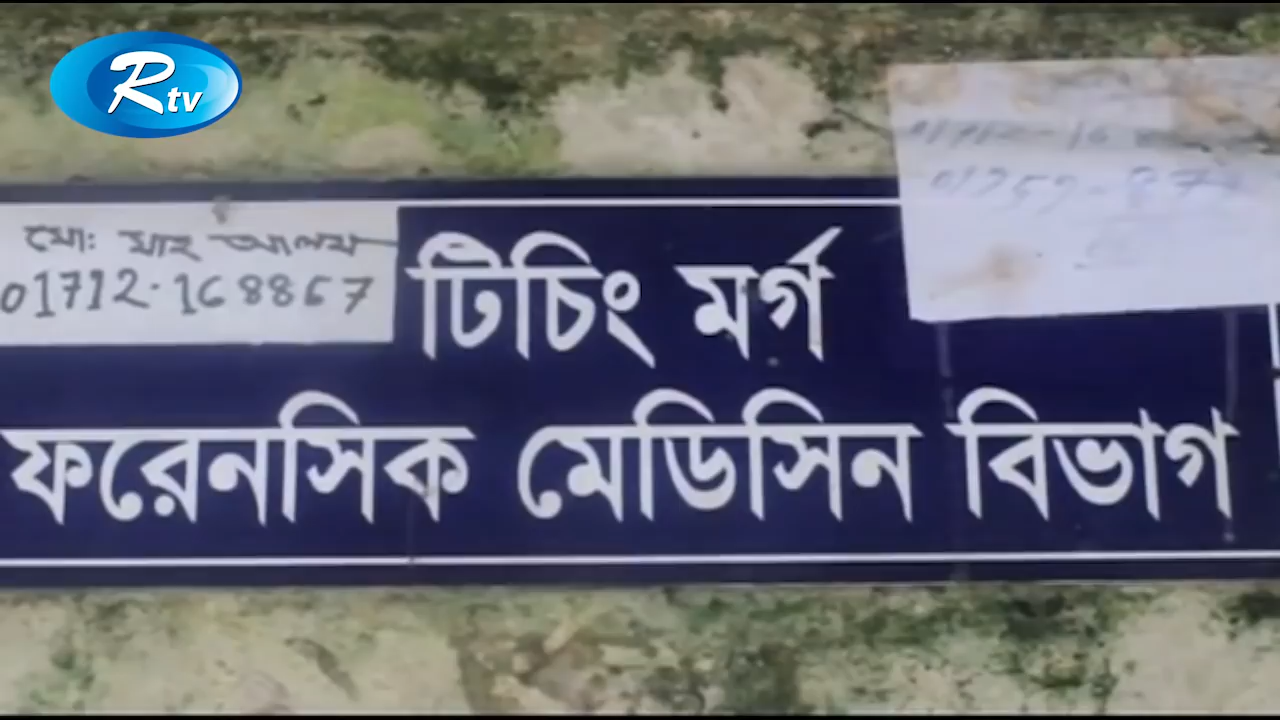 Rtv
মো: মাহ আলম
01712-168867
টিচিং মর্গ
ফরেনসিক মেডিসিন বিভাগ